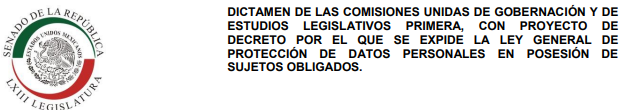 SENADO DE LA REPÚBLICA
ESTADOS UNIDOS MEXICANOS
LXIII LEGISLATURA
DICTAMEN DE LAS COMISIONES UNIDAS DE GOBERNACIÓN Y DE
ESTUDIOS LEGISLATIVOS PRIMERA, CON PROYECTO DE
DECRETO POR EL QUE SE EXPIDE LA LEY GENERAL DE
PROTECCIÓN DE DATOS PERSONALES EN POSESIÓN DE
SUJETOS OBLIGADOS.